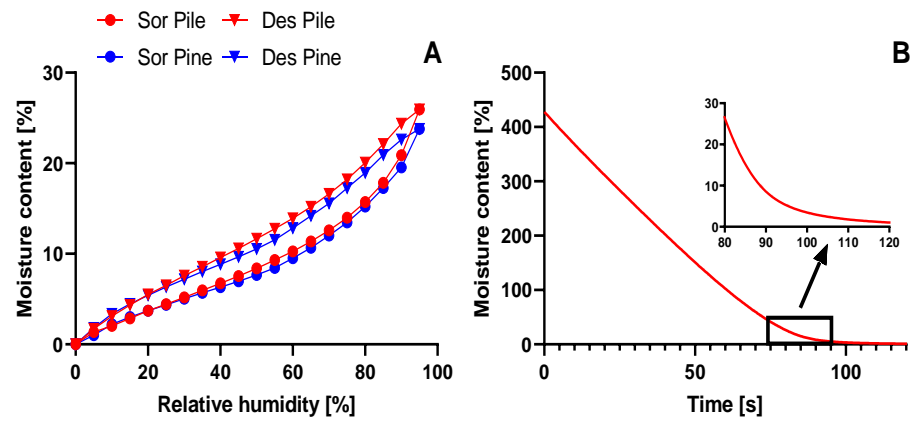 Sor Pile Des Pile
Sor Pine Des Pine
A
B
Moisture content [%]
30
20
10
0
0 20 40 60 80 100
Relative humidity [%]
Moisture content [%]
500
400
300
200
100
0
0 50 100
Time [s]
30
20
10
0
80 90 100 110 120